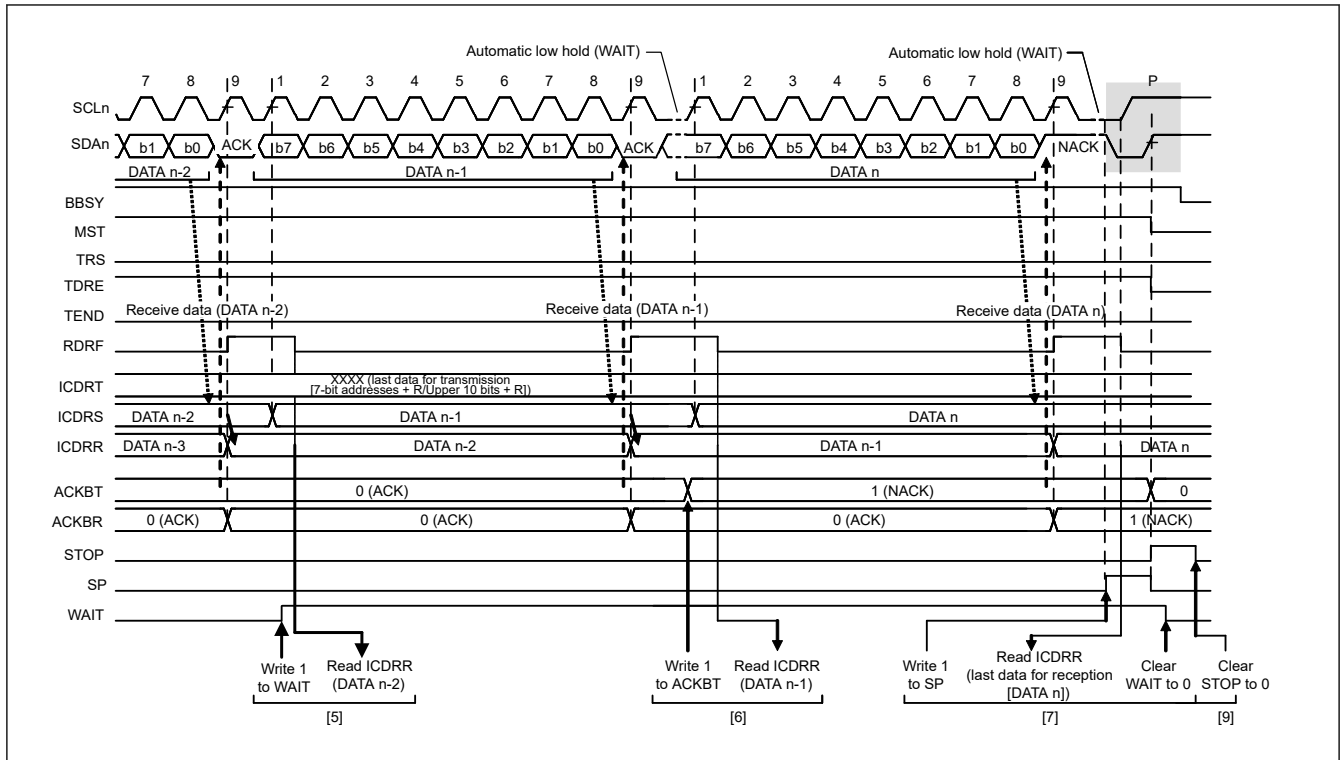 Automatic low hold (WAIT)
Automatic low hold (WAIT)
7 8 9 1 2 3 4 5 6 7 8 9 1 2 3 4 5 6 7 8 9 P
SCLn
SDAn b1 b0 ACK b7 b6 b5 b4 b3 b2 b1 b0 ACK b7 b6 b5 b4 b3 b2 b1 b0 NACK
DATA n-2 DATA n-1 DATA n
BBSY
MST
TRS
TDRE
Receive data (DATA n-2) Receive data (DATA n-1) Receive data (DATA n)
TEND
RDRF
ICDRT XXXX (last data for transmission
[7-bit addresses + R/Upper 10 bits + R])
ICDRS DATA n-2 DATA n-1 DATA n
ICDRR DATA n-3 DATA n-2 DATA n-1 DATA n
ACKBT 0 (ACK) 1 (NACK) 0
ACKBR 0 (ACK) 0 (ACK) 0 (ACK) 1 (NACK)
STOP
SP
WAIT
Write 1
to WAIT
Read ICDRR
(DATA n-2)
[5]
Write 1
to ACKBT
Read ICDRR
(DATA n-1)
[6]
Write 1
to SP
Read ICDRR
(last data for reception
[DATA n])
Clear
WAIT to 0
[7]
Clear
STOP to 0
[9]